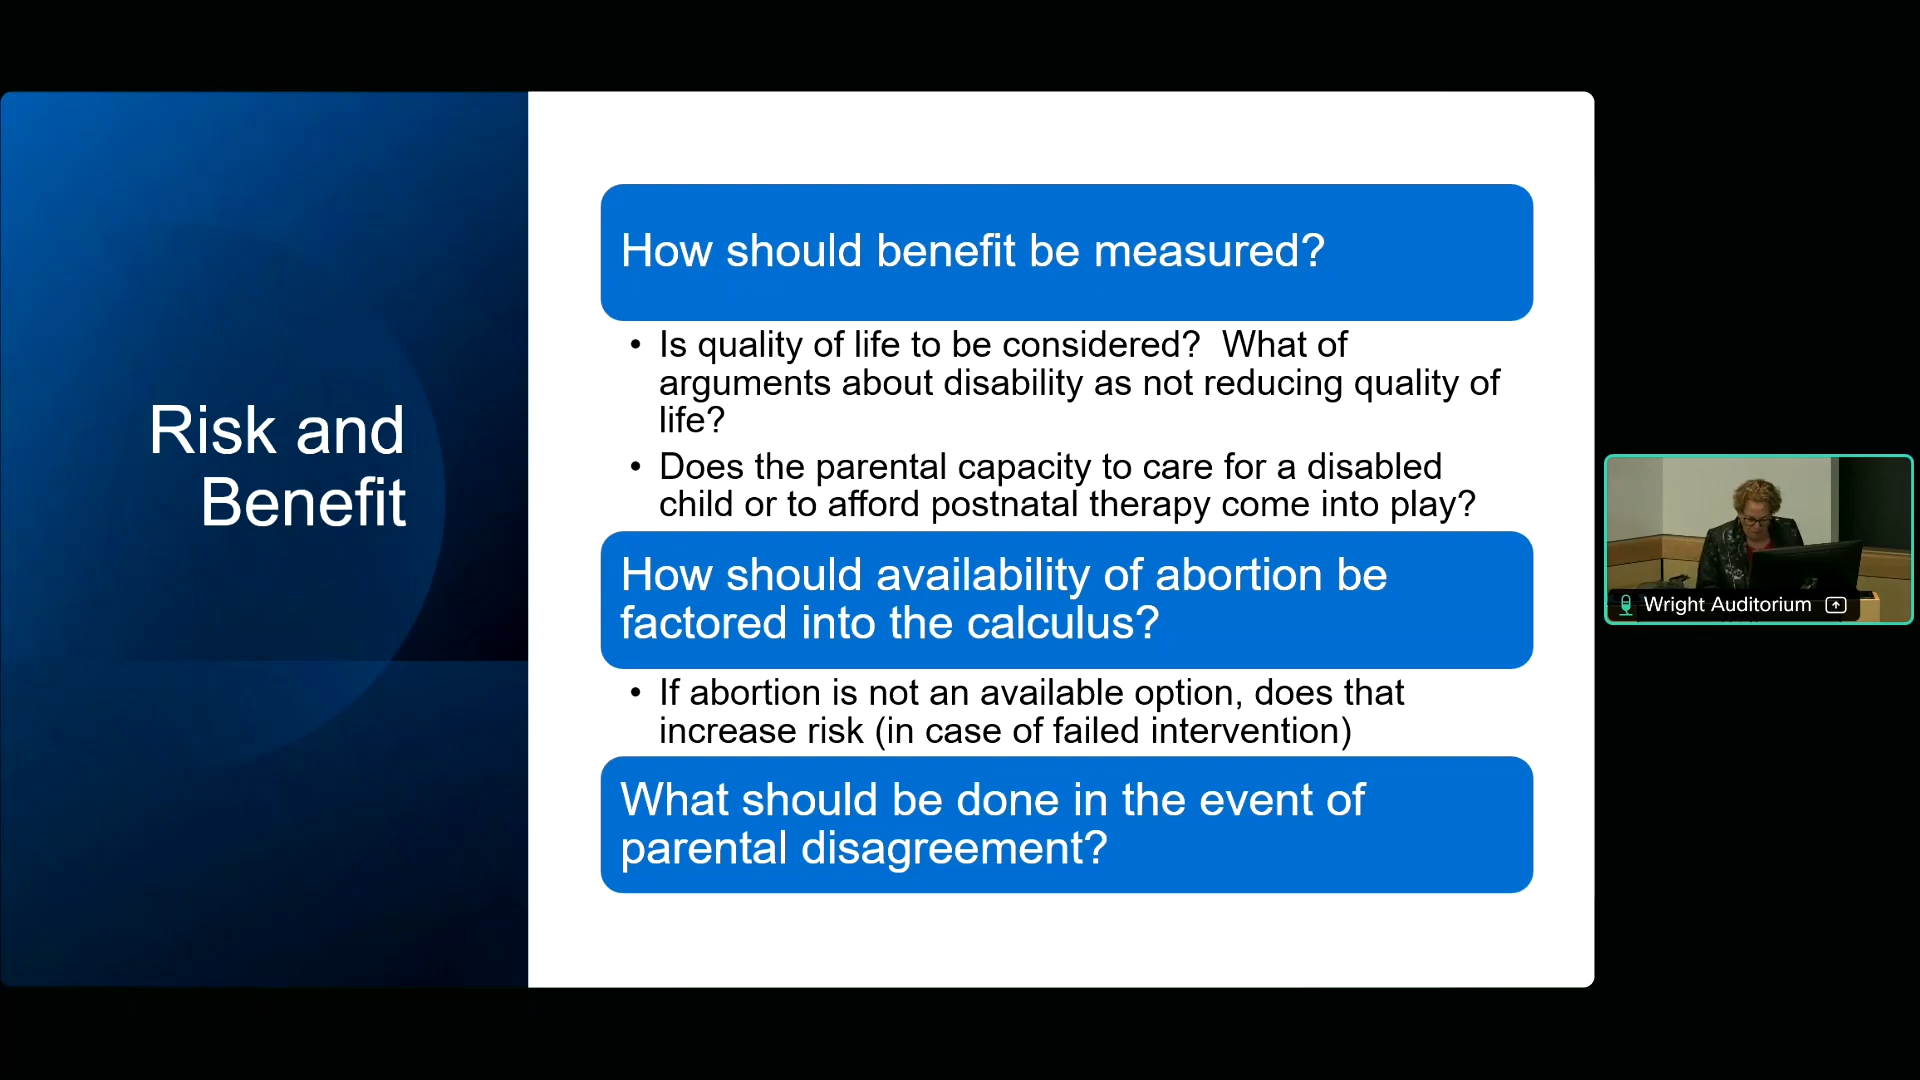 Risk and
Benefit
How should benefit be measured?
• Is quality of life to be considered?  What of
arguments about disability as not reducing quality of
life?
• Does the parental capacity to care for a disabled
child or to afford postnatal therapy come into play?
How should availability of abortion be
factored into the calculus?
• If abortion is not an available option, does that
increase risk (in case of failed intervention)
What should be done in the event of
parental disagreement?
Wright Auditorium